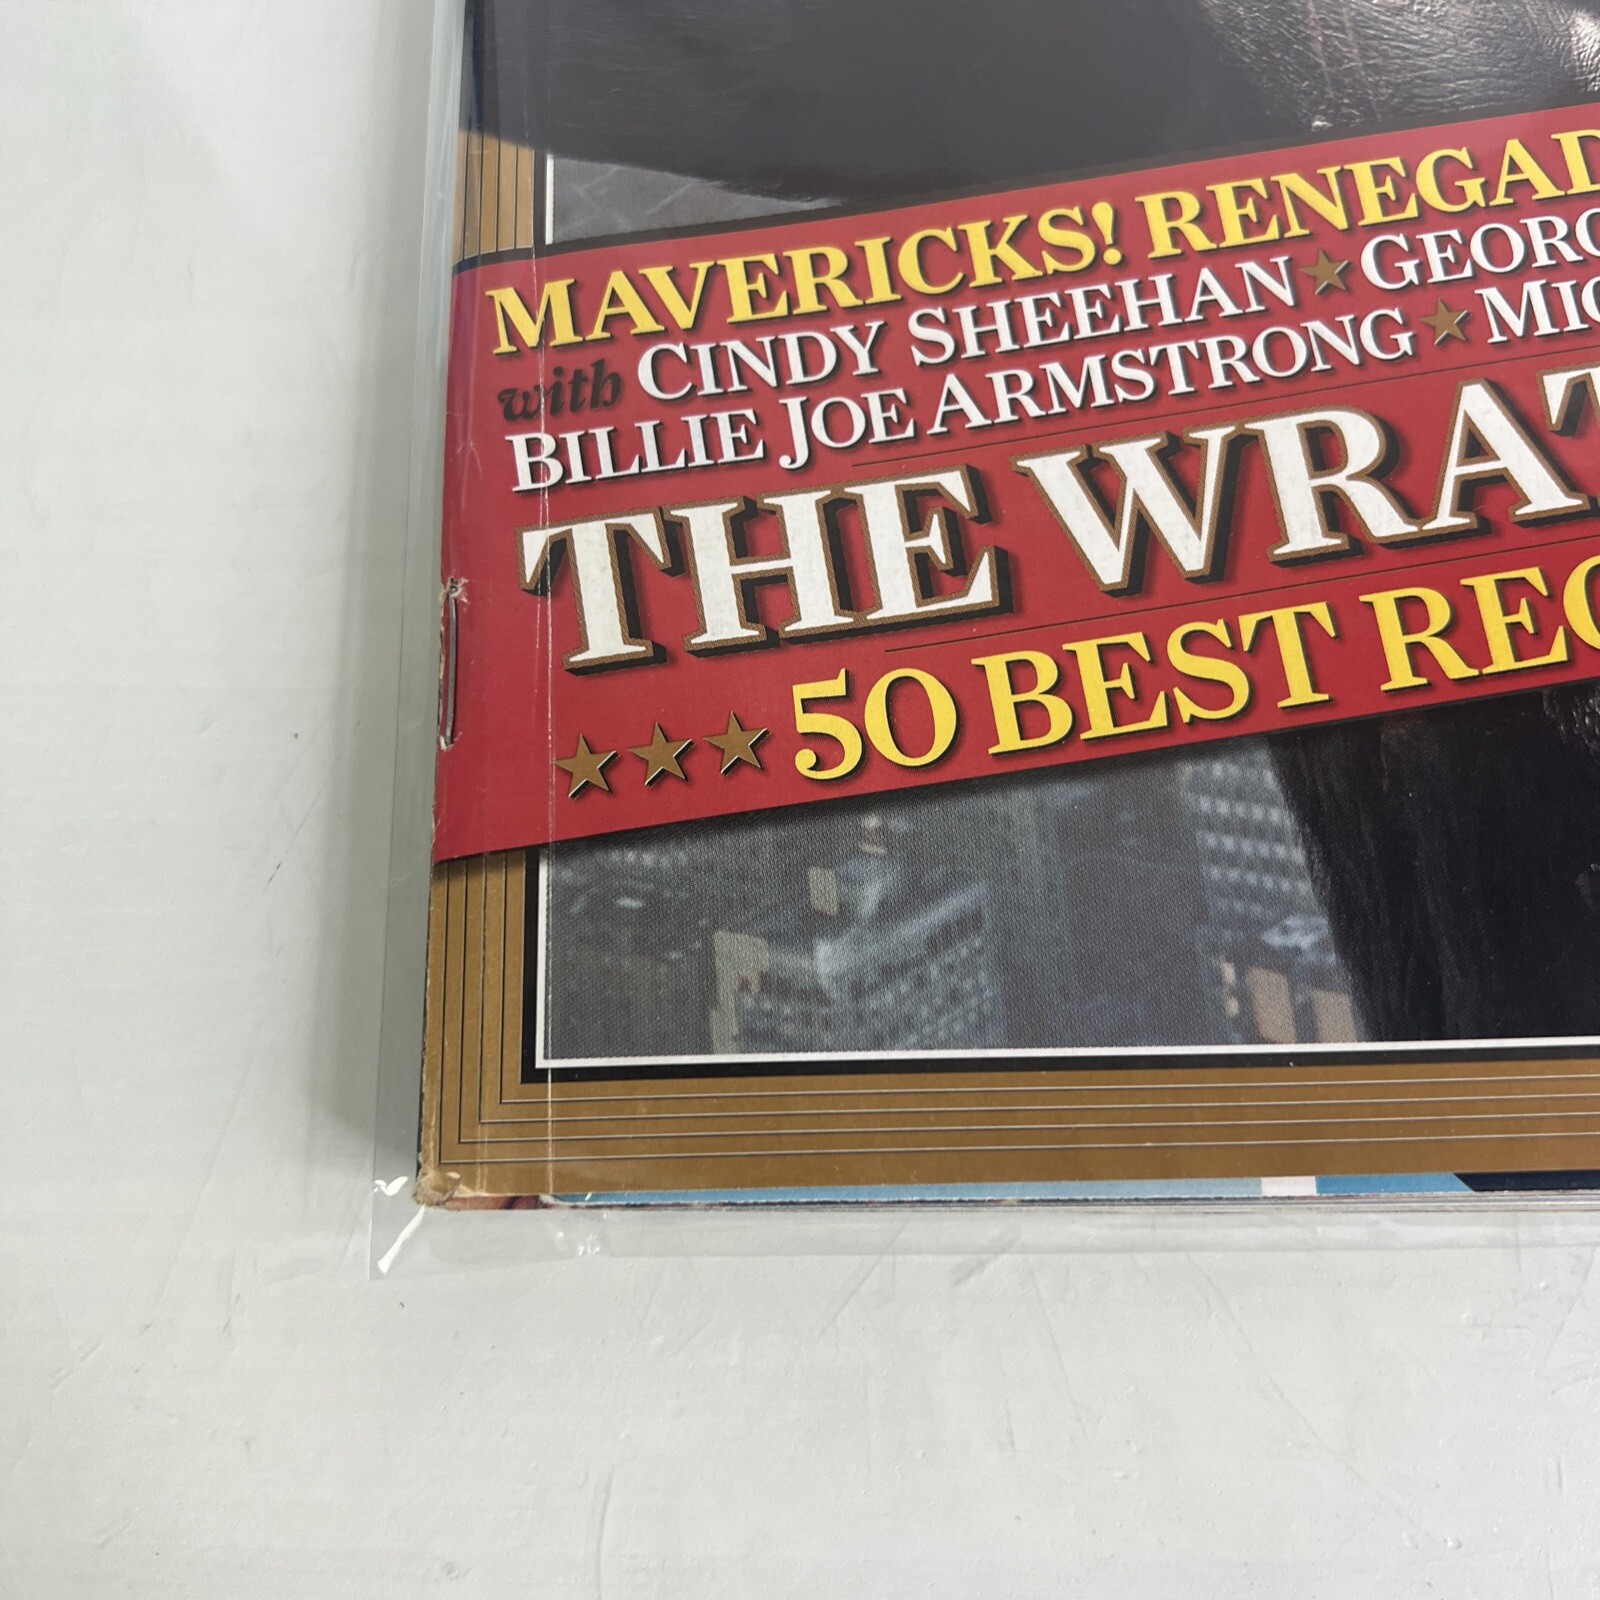 MAVERICKS! RENEGAD
with CINDY SHEEHAN ★ GEORG
BILLIE JOE ARMSTRONG ★ MIC
THE WRAT
★★★ 50 BEST REC